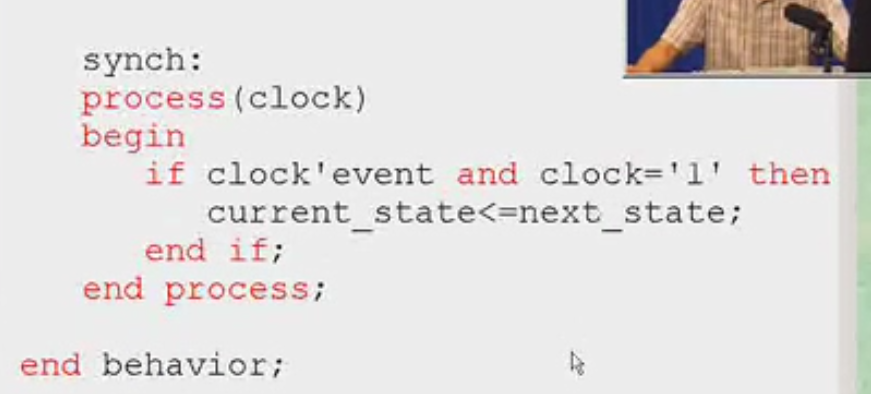 synch:
process(clock)
begin
if clock'event and clock='1' then
current_state<=next_state;
end if;
end process;
end behavior;